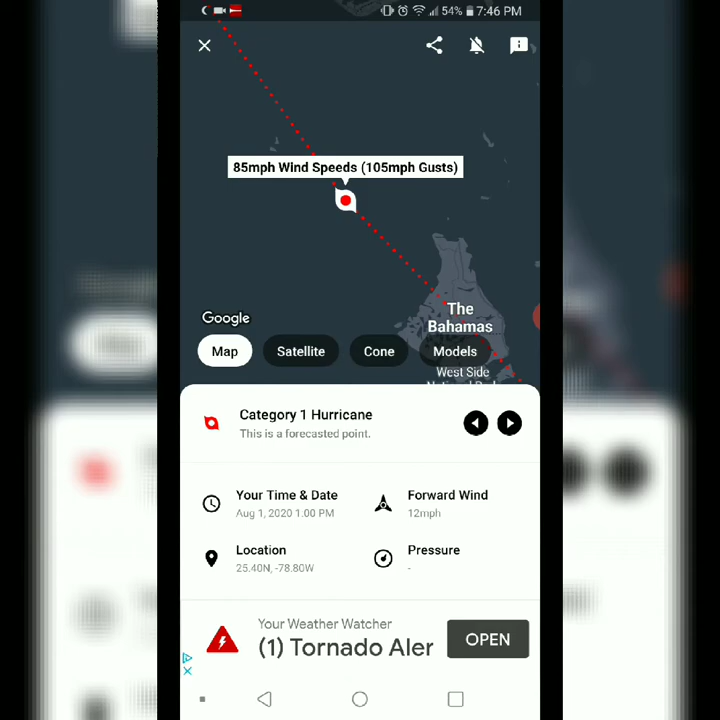 54% 7:46 PM
85mph Wind Speeds (105mph Gusts)
The
Bahamas
Google
Map Satellite Cone Models
West Side
Category 1 Hurricane
This is a forecasted point.
Your Time & Date Forward Wind
Aug 1, 2020 1.00 PM 12mph
Location Pressure
25.40N, -78.80W -
Your Weather Watcher
(1) Tornado Aler OPEN